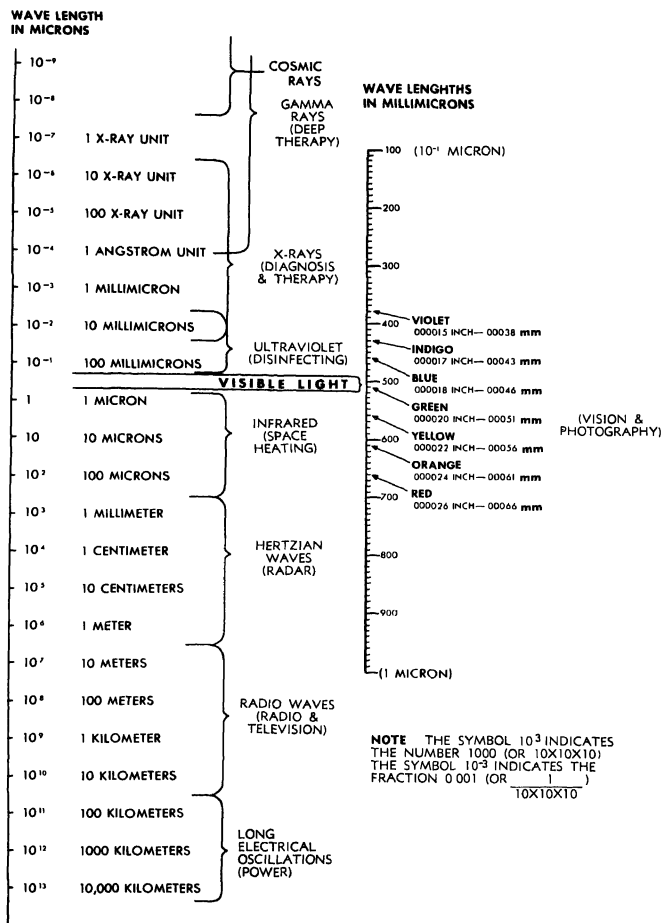 WAVE LENGTH
IN MICRONS
10⁻⁹
10⁻⁸
10⁻⁷ 1 X-RAY UNIT
10⁻⁶ 10 X-RAY UNIT
10⁻⁵ 100 X-RAY UNIT
10⁻⁴ 1 ANGSTROM UNIT
10⁻³ 1 MILLIMICRON
10⁻² 10 MILLIMICRONS
10⁻¹ 100 MILLIMICRONS
VISIBLE LIGHT
1 1 MICRON
10 10 MICRONS
10² 100 MICRONS
10³ 1 MILLIMETER
10⁴ 1 CENTIMETER
10⁵ 10 CENTIMETERS
10⁶ 1 METER
10⁷ 10 METERS
10⁸ 100 METERS
10⁹ 1 KILOMETER
10¹⁰ 10 KILOMETERS
10¹¹ 100 KILOMETERS
10¹² 1000 KILOMETERS
10¹³ 10,000 KILOMETERS
COSMIC
RAYS
GAMMA
RAYS
(DEEP
THERAPY)
X-RAYS
(DIAGNOSIS
& THERAPY)
ULTRAVIOLET
(DISINFECTING)
INFRARED
(SPACE
HEATING)
HERTZIAN
WAVES
(RADAR)
RADIO WAVES
(RADIO &
TELEVISION)
LONG
ELECTRICAL
OSCILLATIONS
(POWER)
WAVE LENGHTHS
IN MILLIMICRONS
100 (10⁻¹ MICRON)
200
300
400
VIOLET
000015 INCH—00038 mm
INDIGO
000017 INCH—00043 mm
BLUE
000018 INCH—00046 mm
500
GREEN
000020 INCH—00051 mm
YELLOW
000022 INCH—00056 mm
600
ORANGE
000024 INCH—00061 mm
RED
000026 INCH—00066 mm
700
800
900
(1 MICRON)
(VISION &
PHOTOGRAPHY)
NOTE THE SYMBOL 10³ INDICATES
THE NUMBER 1000 (OR 10X10X10)
THE SYMBOL 10⁻³ INDICATES THE
FRACTION 0 001 (OR 1 )
10X10X10